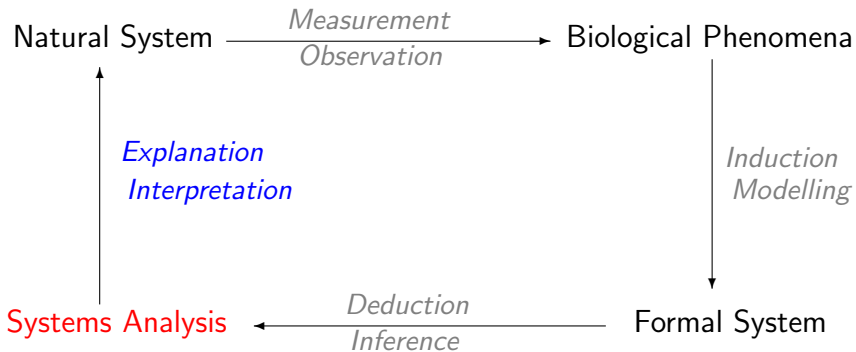 Natural System
Measurement
Observation
Biological Phenomena
Explanation
Interpretation
Induction
Modelling
Systems Analysis
Deduction
Inference
Formal System